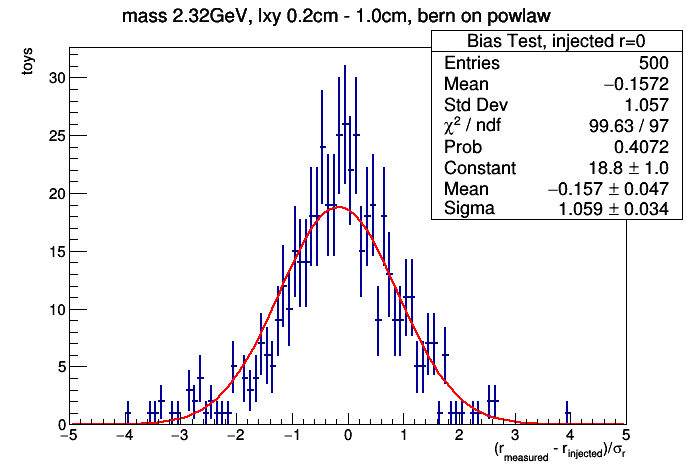 mass 2.32GeV, lxy 0.2cm - 1.0cm, bern on powlaw
toys
Bias Test, injected r=0
Entries 500
Mean −0.1572
Std Dev 1.057
χ² / ndf 99.63 / 97
Prob 0.4072
Constant 18.8 ± 1.0
Mean −0.157 ± 0.047
Sigma 1.059 ± 0.034
30
25
20
15
10
5
0
−5 −4 −3 −2 −1 0 1 2 3 4 5
(r_measured - r_injected)/σ_r